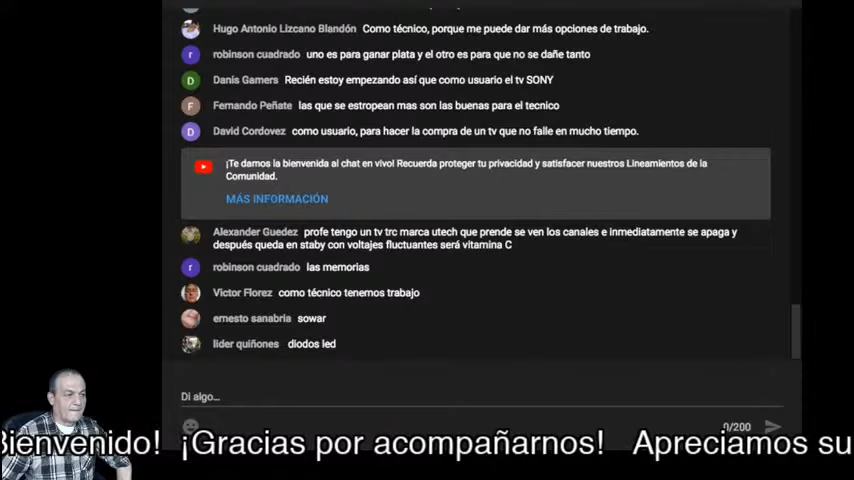 Hugo Antonio Lizcano Blandón Como técnico, porque me puede dar más opciones de trabajo.
r robinson cuadrado uno es para ganar plata y el otro es para que no se dañe tanto
D Danis Gamers Recién estoy empezando así que como usuario el tv SONY
F Fernando Peñate las que se estropean mas son las buenas para el tecnico
D David Cordovez como usuario, para hacer la compra de un tv que no falle en mucho tiempo.
¡Te damos la bienvenida al chat en vivo! Recuerda proteger tu privacidad y satisfacer nuestros Lineamientos de la
Comunidad.
MÁS INFORMACIÓN
Alexander Guedez profe tengo un tv trc marca utech que prende se ven los canales e inmediatamente se apaga y
después queda en staby con voltajes fluctuantes será vitamina C
r robinson cuadrado las memorias
Victor Florez como técnico tenemos trabajo
ernesto sanabria sowar
lider quiñones diodos led
Di algo...
0/200
Bienvenido! ¡Gracias por acompañarnos! Apreciamos su